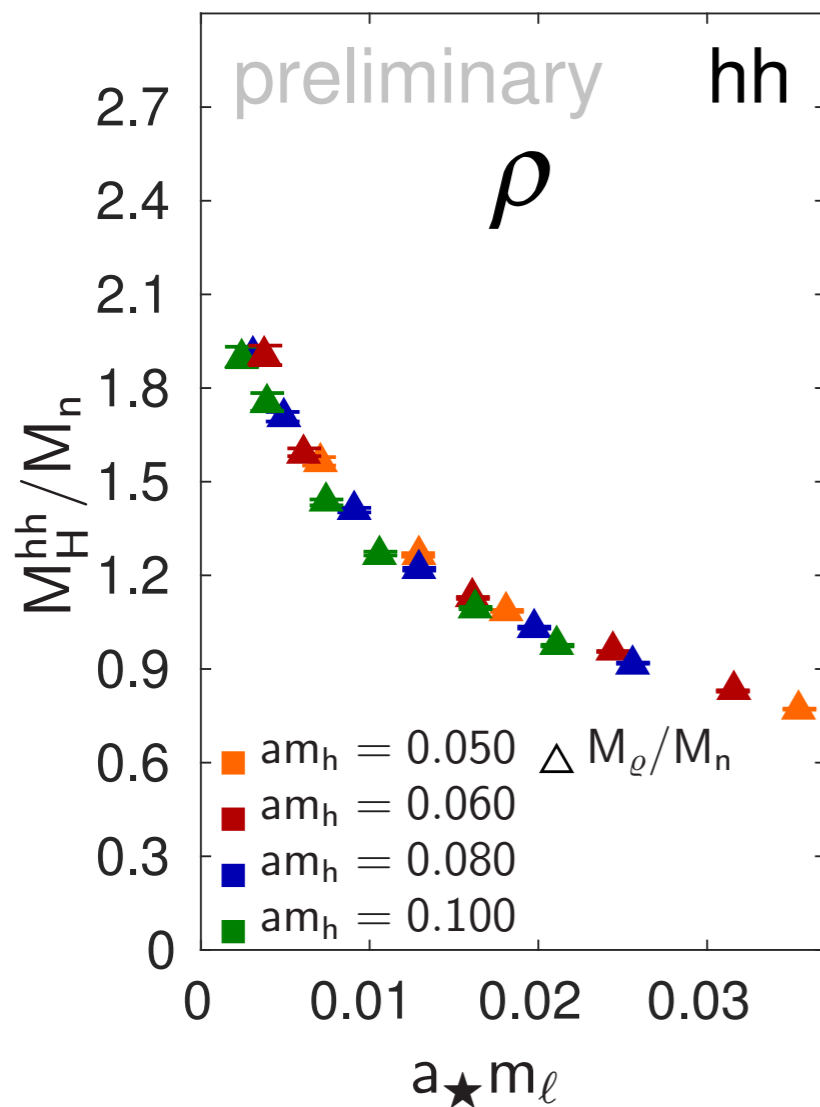 preliminary hh
ρ
2.7
2.4
2.1
1.8
1.5
1.2
0.9
0.6
0.3
0
M_H^hh/M_n
am_h = 0.050
am_h = 0.060
am_h = 0.080
am_h = 0.100
△ M_ϱ/M_n
0 0.01 0.02 0.03
a_★ m_ℓ